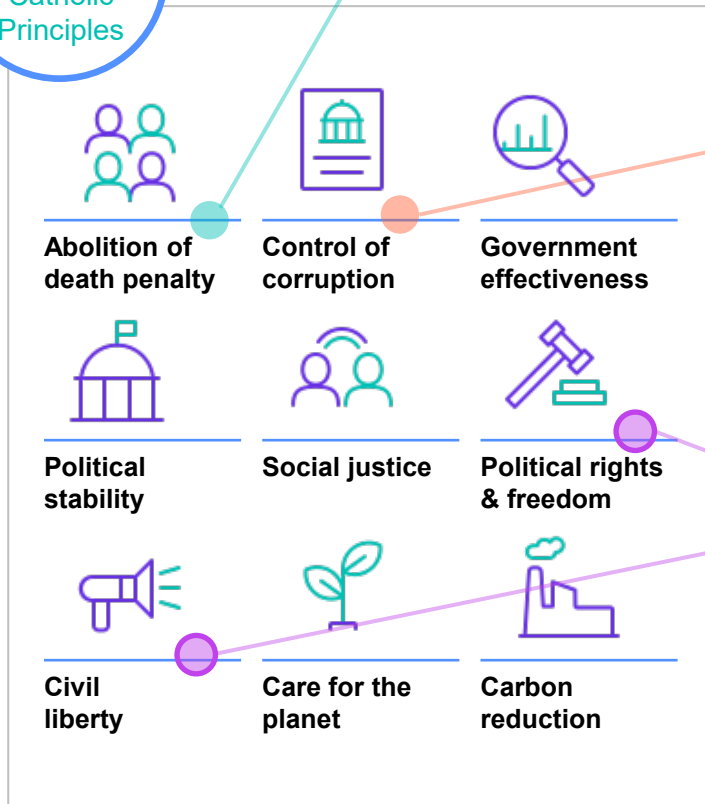 Catholic
Principles
Abolition of
death penalty
Control of
corruption
Government
effectiveness
Political
stability
Social justice
Political rights
& freedom
Civil
liberty
Care for the
planet
Carbon
reduction